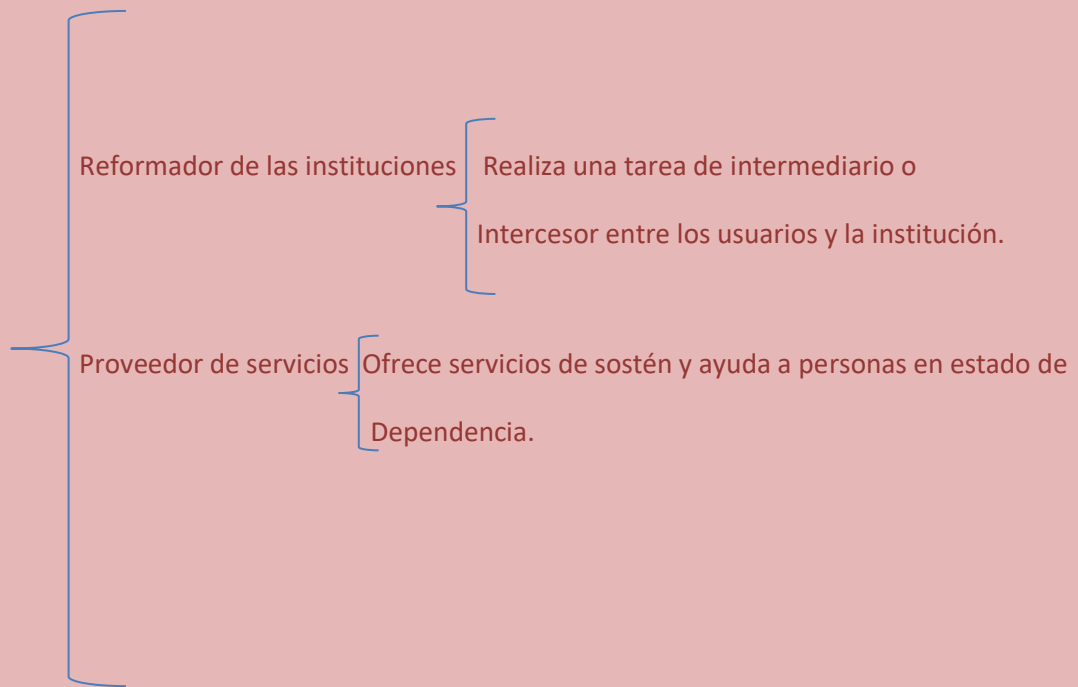 Reformador de las instituciones Realiza una tarea de intermediario o
Intercesor entre los usuarios y la institución.
Proveedor de servicios Ofrece servicios de sostén y ayuda a personas en estado de
Dependencia.